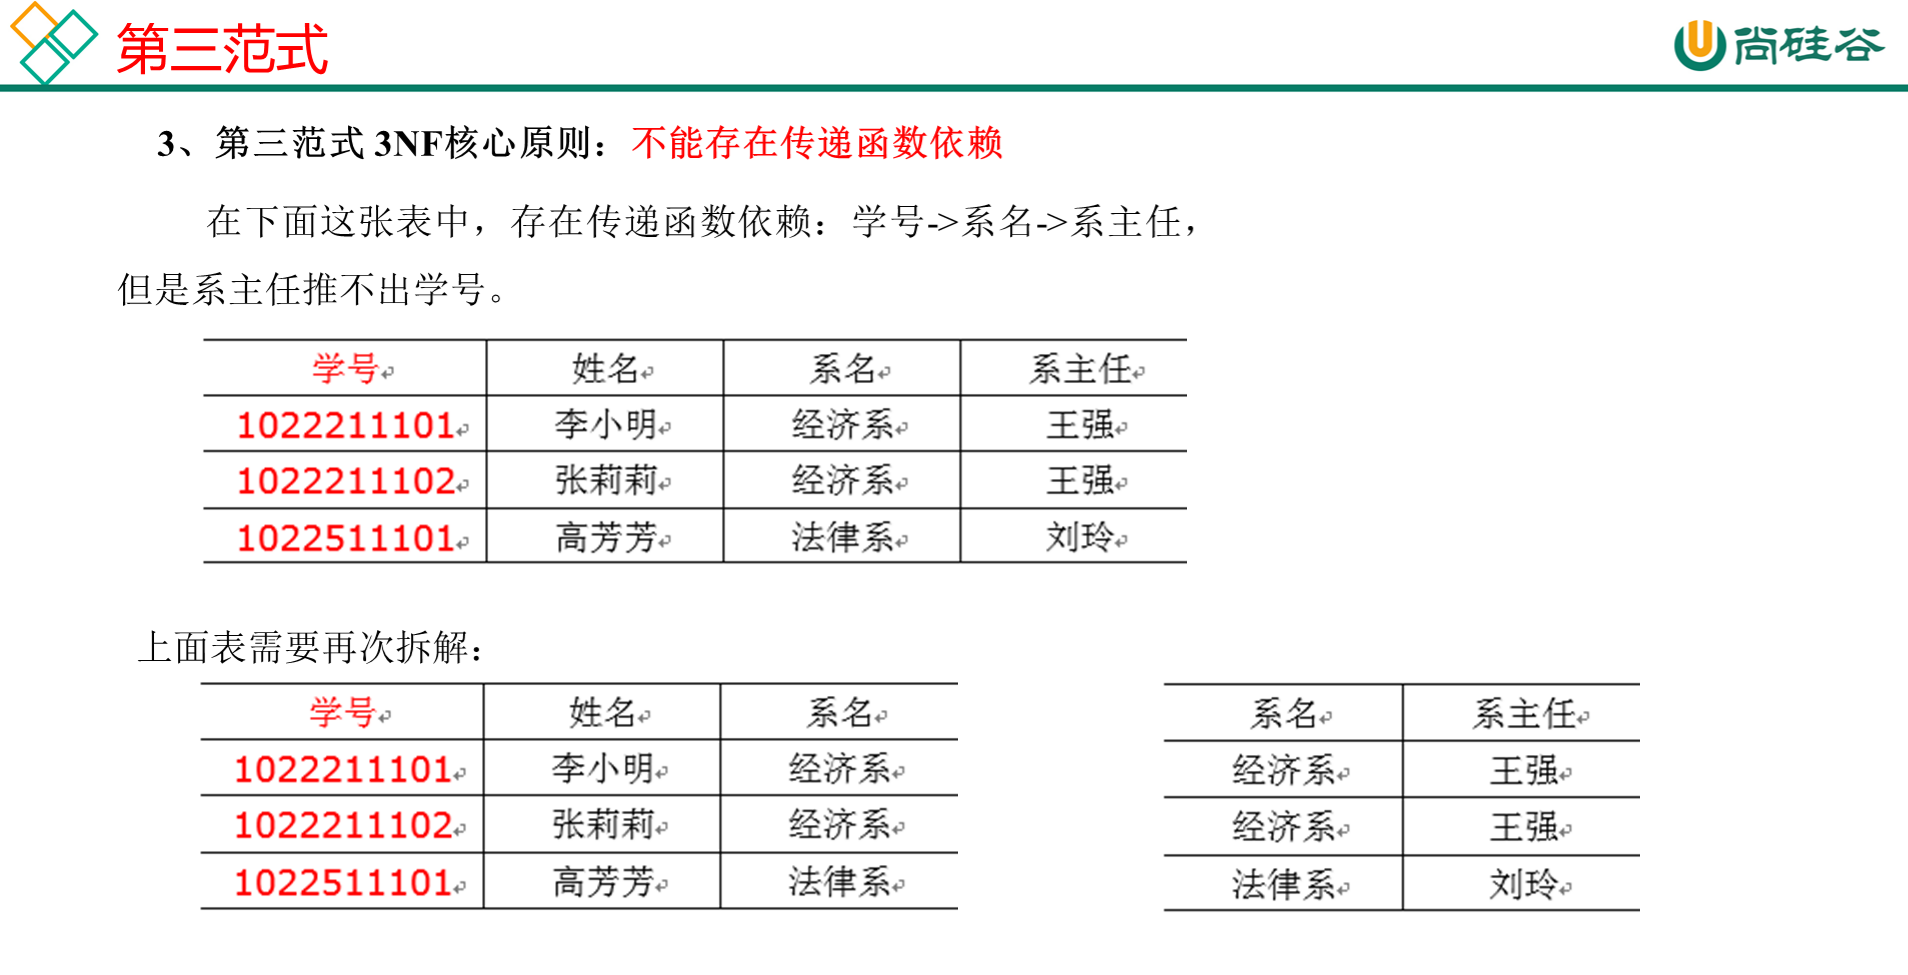 第三范式
尚硅谷
3、第三范式 3NF核心原则：不能存在传递函数依赖
在下面这张表中，存在传递函数依赖：学号->系名->系主任，
但是系主任推不出学号。
学号 姓名 系名 系主任
1022211101 李小明 经济系 王强
1022211102 张莉莉 经济系 王强
1022511101 高芳芳 法律系 刘玲
上面表需要再次拆解：
学号 姓名 系名
1022211101 李小明 经济系
1022211102 张莉莉 经济系
1022511101 高芳芳 法律系
系名 系主任
经济系 王强
经济系 王强
法律系 刘玲